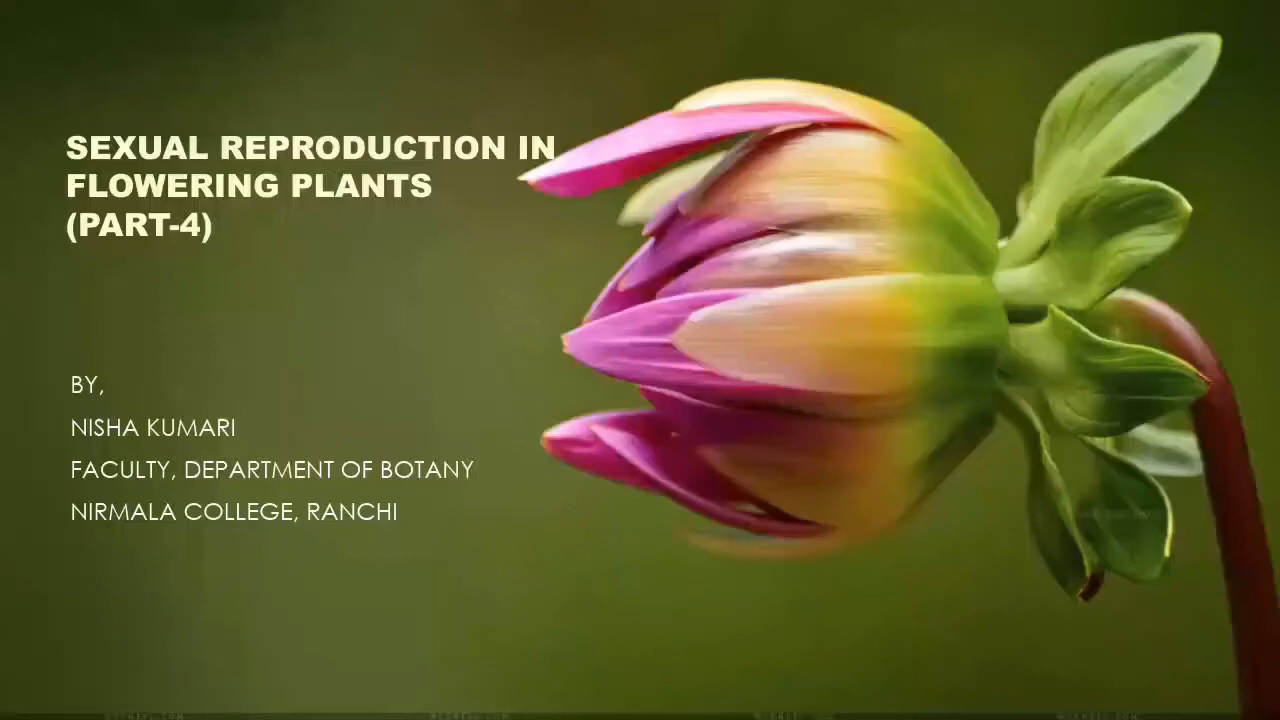 SEXUAL REPRODUCTION IN
FLOWERING PLANTS
(PART-4)
BY,
NISHA KUMARI
FACULTY, DEPARTMENT OF BOTANY
NIRMALA COLLEGE, RANCHI